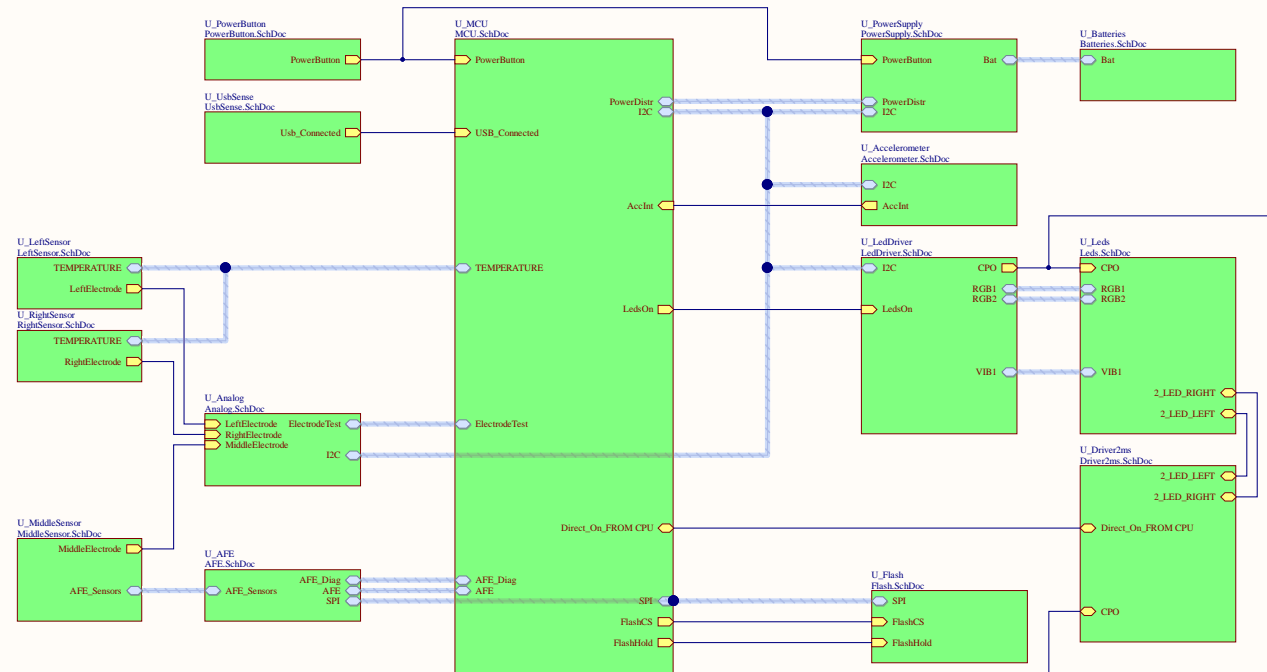 U_PowerButton
PowerButton.SchDoc
PowerButton
U_UsbSense
UsbSense.SchDoc
Usb_Connected
U_MCU
MCU.SchDoc
PowerButton
PowerDistr
I2C
USB_Connected
AccInt
TEMPERATURE
LedsOn
ElectrodeTest
Direct_On_FROM CPU
AFE_Diag
AFE
SPI
FlashCS
FlashHold
U_PowerSupply
PowerSupply.SchDoc
PowerButton
Bat
PowerDistr
I2C
U_Batteries
Batteries.SchDoc
Bat
U_Accelerometer
Accelerometer.SchDoc
I2C
AccInt
U_LedDriver
LedDriver.SchDoc
I2C
CPO
RGB1
RGB2
LedsOn
VIB1
U_Leds
Leds.SchDoc
CPO
RGB1
RGB2
VIB1
2_LED_RIGHT
2_LED_LEFT
U_LeftSensor
LeftSensor.SchDoc
TEMPERATURE
LeftElectrode
U_RightSensor
RightSensor.SchDoc
TEMPERATURE
RightElectrode
U_Analog
Analog.SchDoc
LeftElectrode
ElectrodeTest
RightElectrode
MiddleElectrode
I2C
U_Driver2ms
Driver2ms.SchDoc
2_LED_LEFT
2_LED_RIGHT
Direct_On_FROM CPU
CPO
U_MiddleSensor
MiddleSensor.SchDoc
MiddleElectrode
AFE_Sensors
U_AFE
AFE.SchDoc
AFE_Diag
AFE_Sensors
AFE
SPI
U_Flash
Flash.SchDoc
SPI
FlashCS
FlashHold